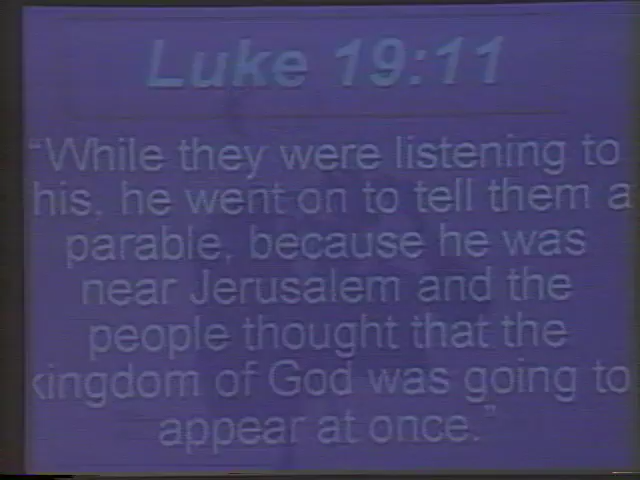 Luke 19:11
"While they were listening to
his, he went on to tell them a
parable, because he was
near Jerusalem and the
people thought that the
kingdom of God was going to
appear at once."